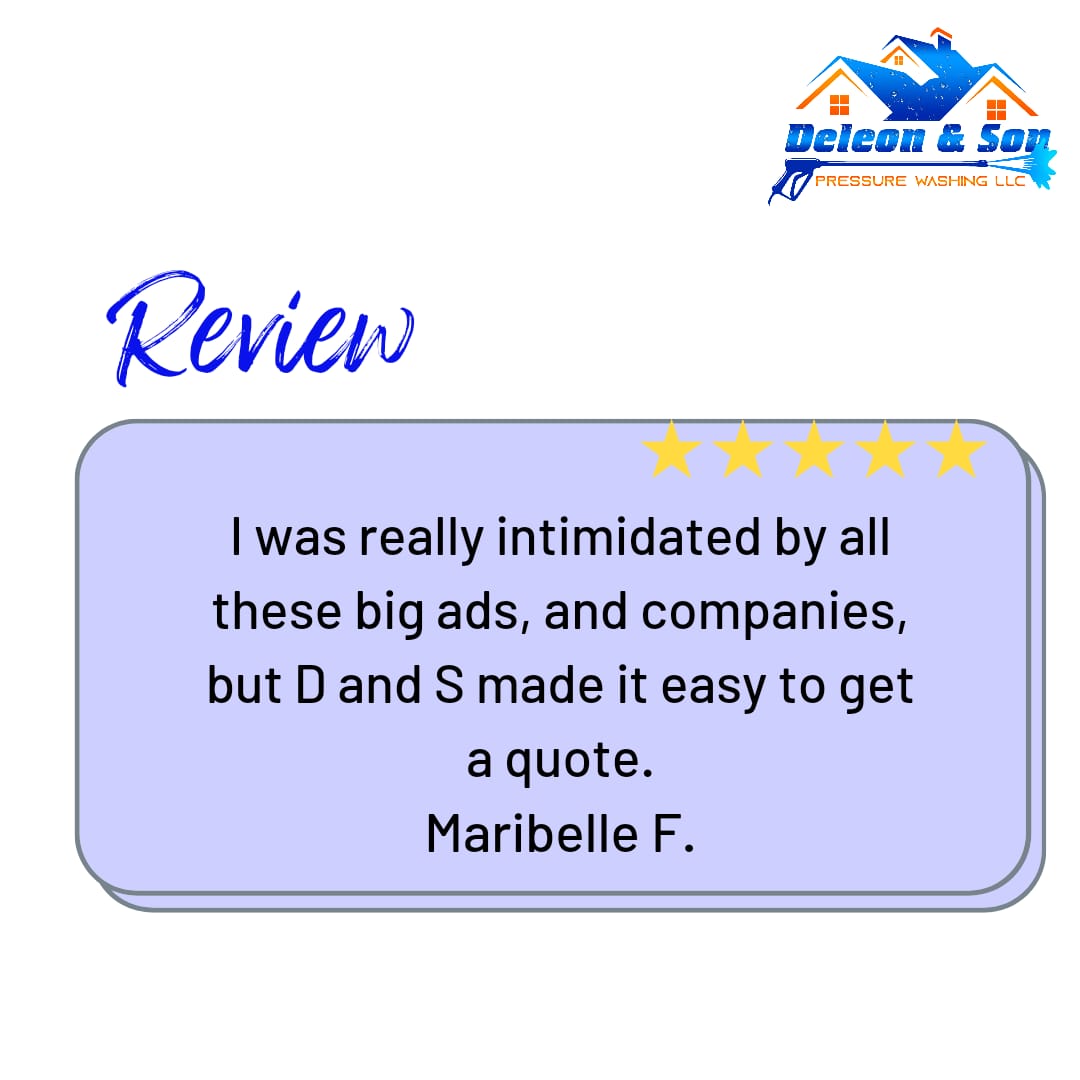 Deleon & Son
PRESSURE WASHING LLC
Review
I was really intimidated by all
these big ads, and companies,
but D and S made it easy to get
a quote.
Maribelle F.